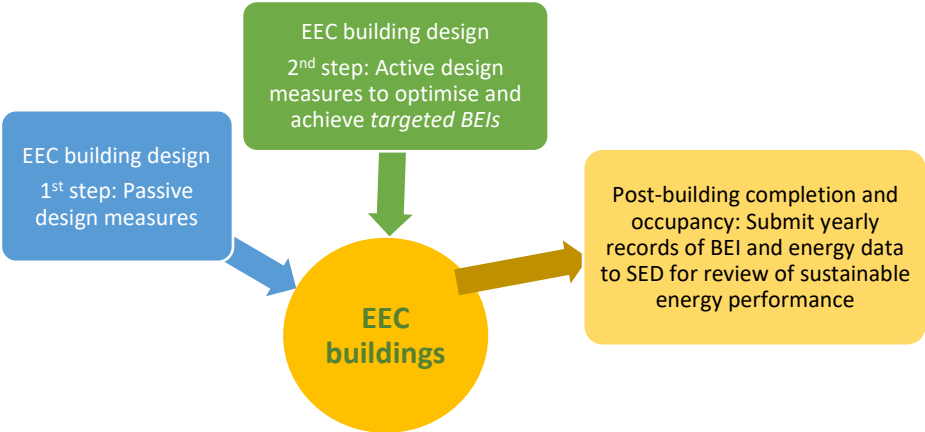 EEC building design
1st step: Passive
design measures
EEC building design
2nd step: Active design
measures to optimise and
achieve targeted BEIs
EEC
buildings
Post-building completion and
occupancy: Submit yearly
records of BEI and energy data
to SED for review of sustainable
energy performance